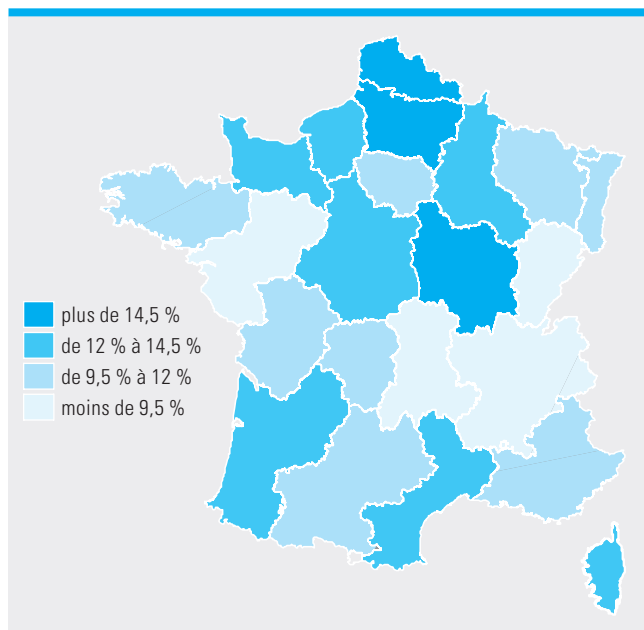 plus de 14,5 %
de 12 % à 14,5 %
de 9,5 % à 12 %
moins de 9,5 %